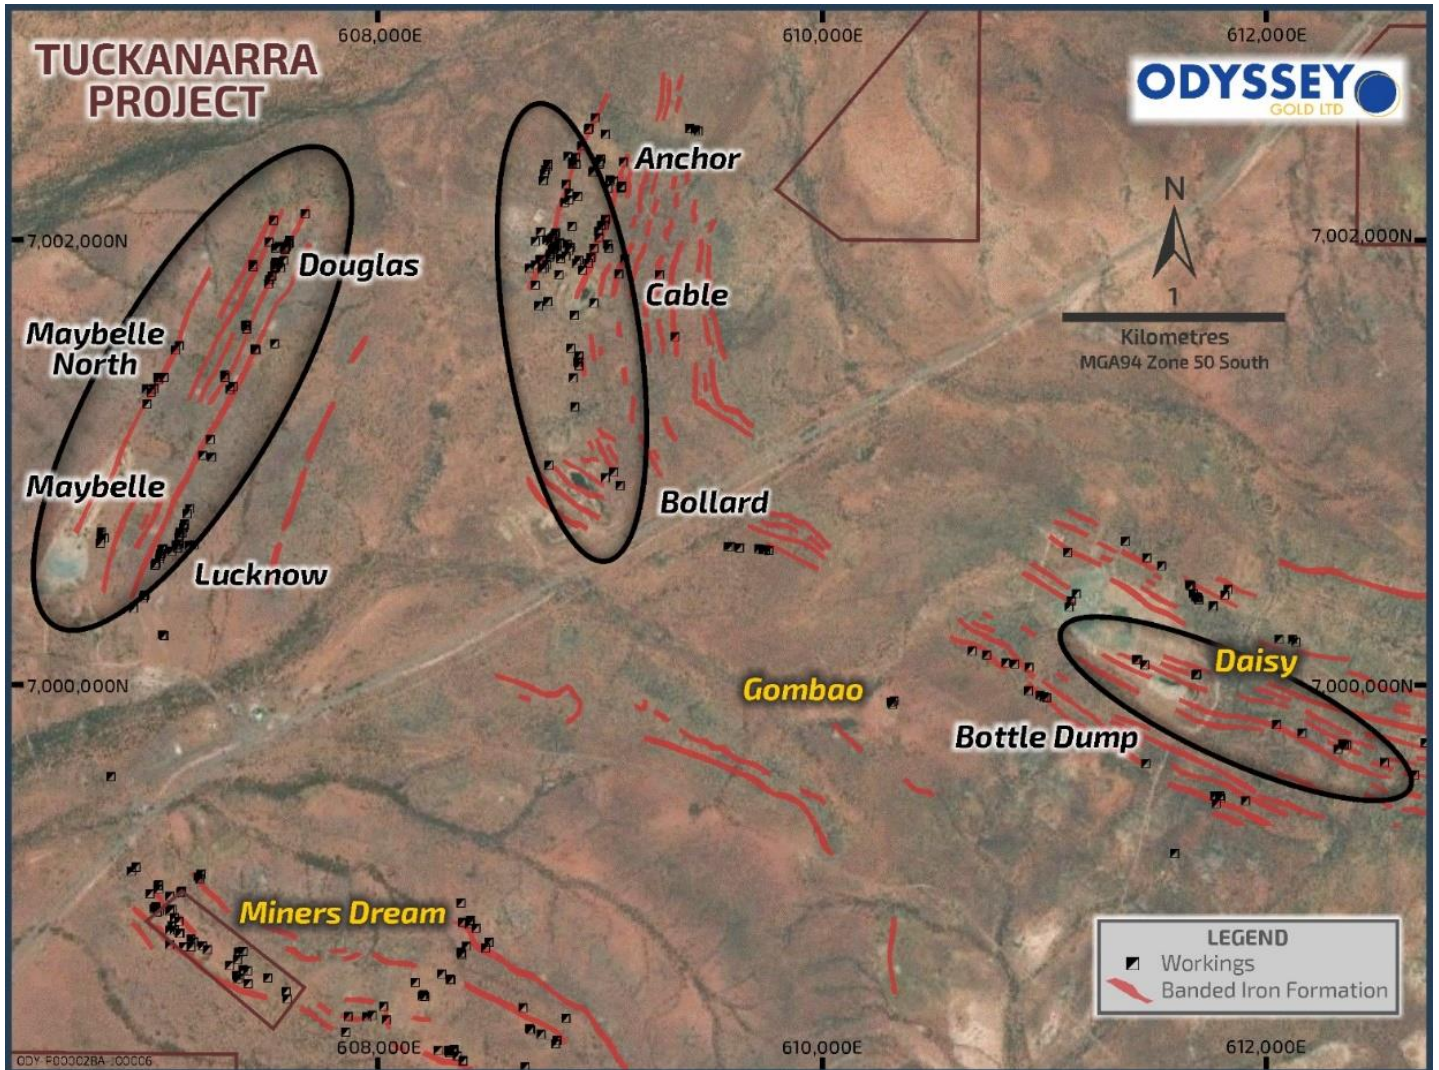 608,000E
610,000E
612,000E
TUCKANARRA
PROJECT
ODYSSEY
GOLD LTD
Anchor
N
7,002,000N
7,002,000N
Douglas
Cable
1
Kilometres
MGA94 Zone 50 South
Maybelle
North
Maybelle
Bollard
Lucknow
Daisy
7,000,000N
Gombao
7,000,000N
Bottle Dump
Miners Dream
LEGEND
Workings
Banded Iron Formation
608,000E
610,000E
612,000E